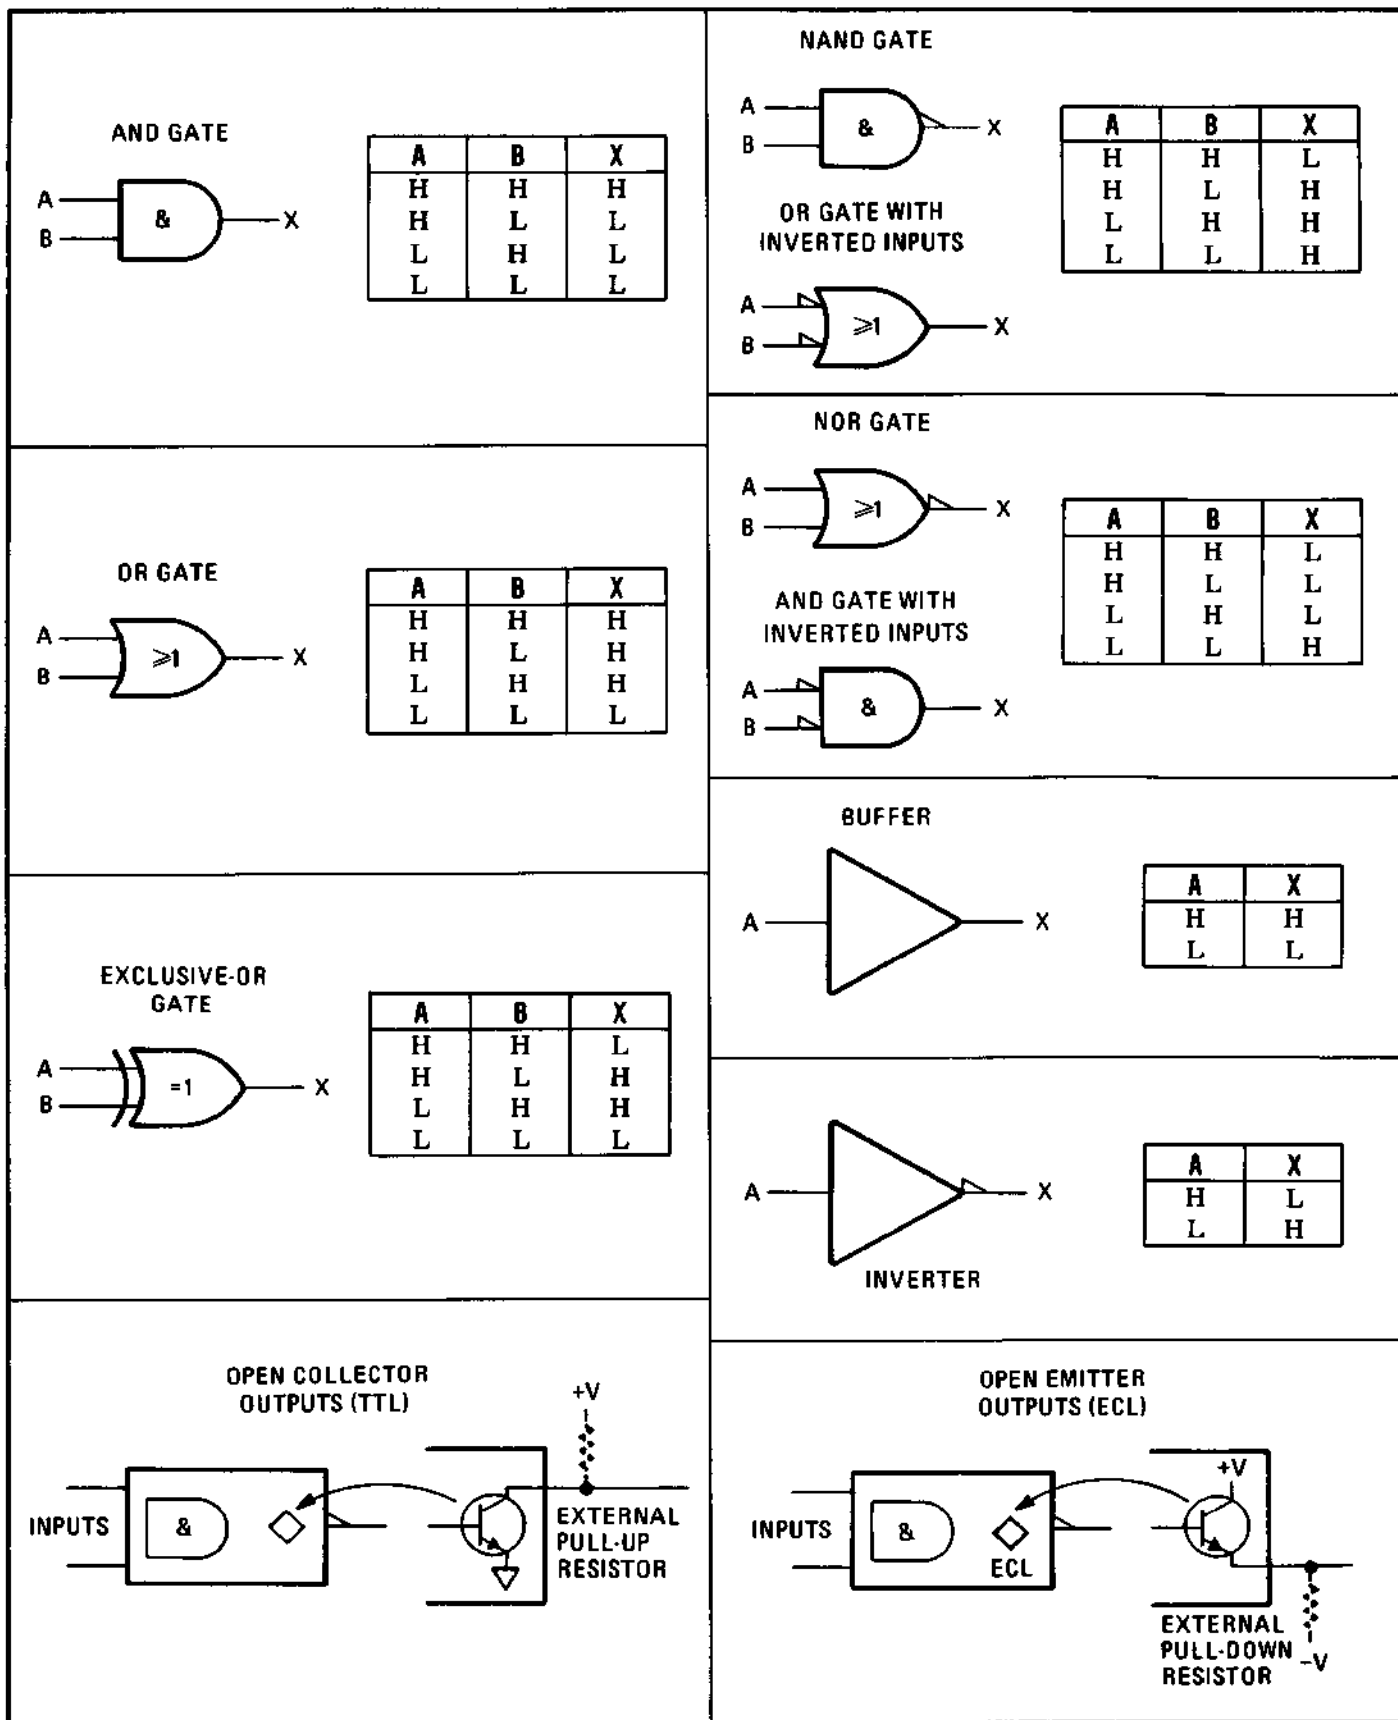 AND GATE
A
B
&
X
A B X
H H H
H L L
L H L
L L L
OR GATE
A
B
≥1
X
A B X
H H H
H L H
L H H
L L L
EXCLUSIVE-OR
GATE
A
B
=1
X
A B X
H H L
H L H
L H H
L L L
OPEN COLLECTOR
OUTPUTS (TTL)
+V
INPUTS
&
EXTERNAL
PULL-UP
RESISTOR
NAND GATE
A
B
&
X
OR GATE WITH
INVERTED INPUTS
A
B
≥1
X
A B X
H H L
H L H
L H H
L L H
NOR GATE
A
B
≥1
X
AND GATE WITH
INVERTED INPUTS
A
B
&
X
A B X
H H L
H L L
L H L
L L H
BUFFER
A
X
A X
H H
L L
A
X
INVERTER
A X
H L
L H
OPEN EMITTER
OUTPUTS (ECL)
+V
INPUTS
&
ECL
EXTERNAL
PULL-DOWN
RESISTOR
-V